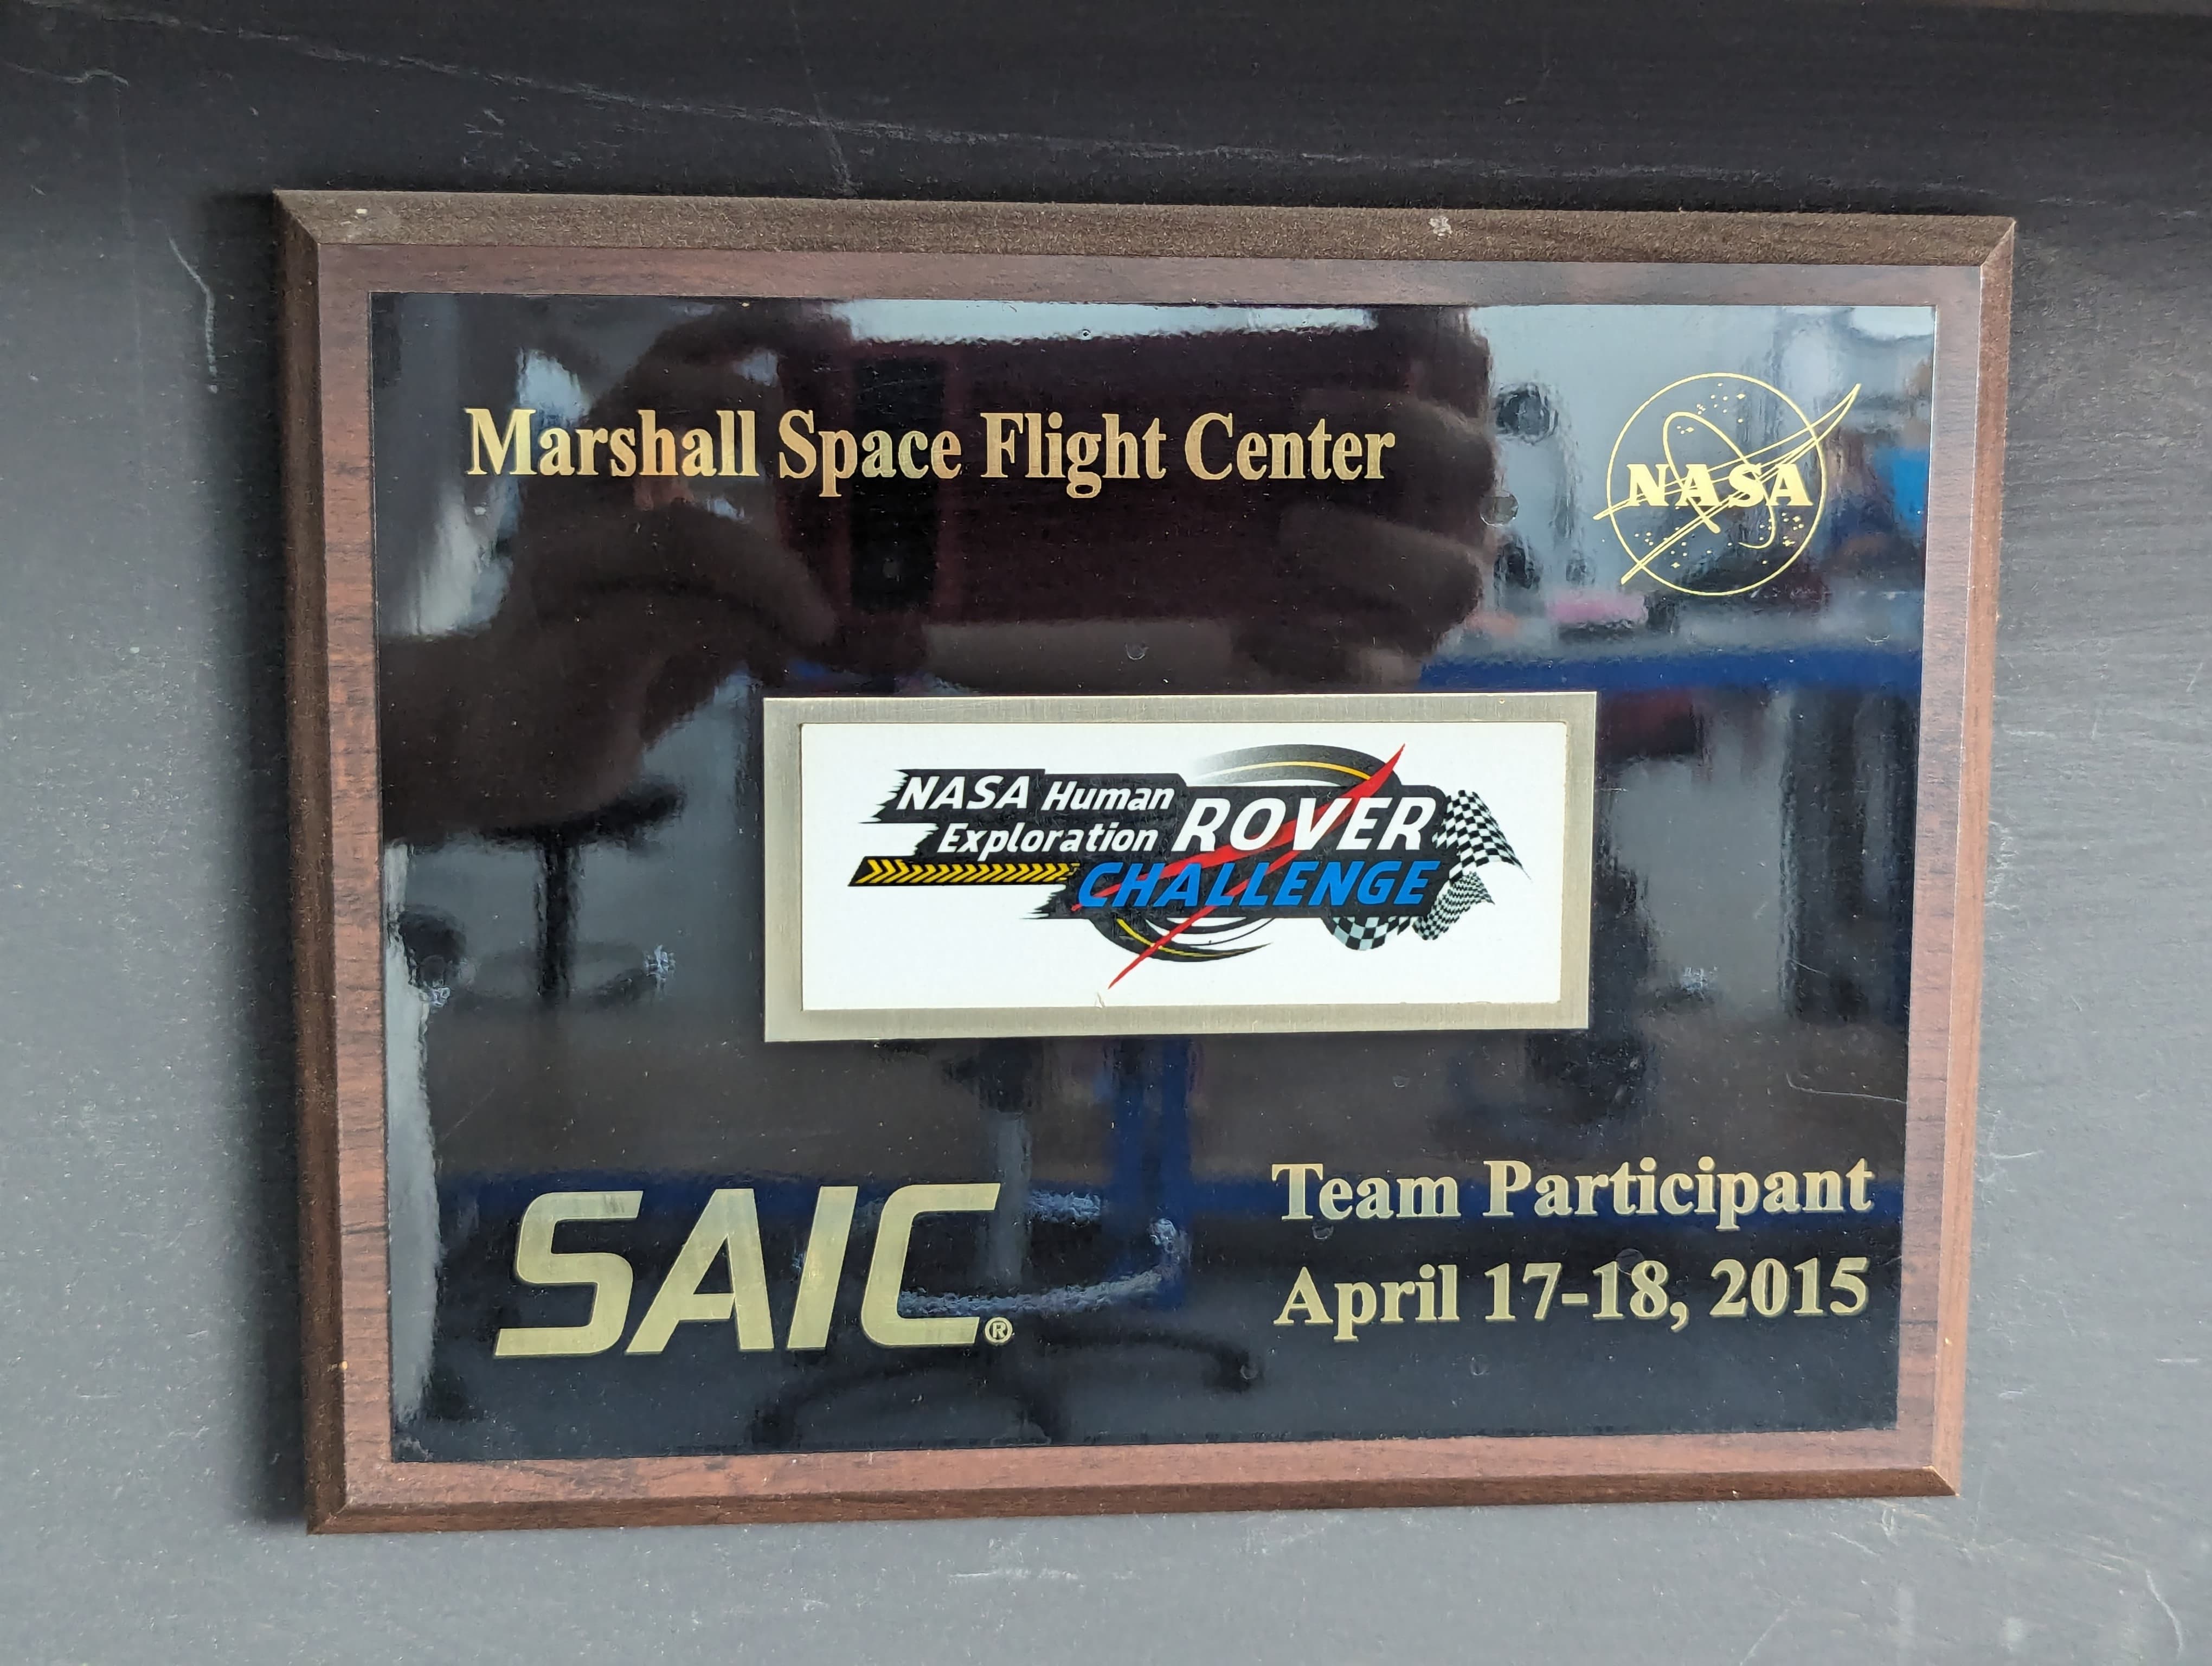 Marshall Space Flight Center
NASA
NASA Human
Exploration ROVER
CHALLENGE
SAIC®
Team Participant
April 17-18, 2015